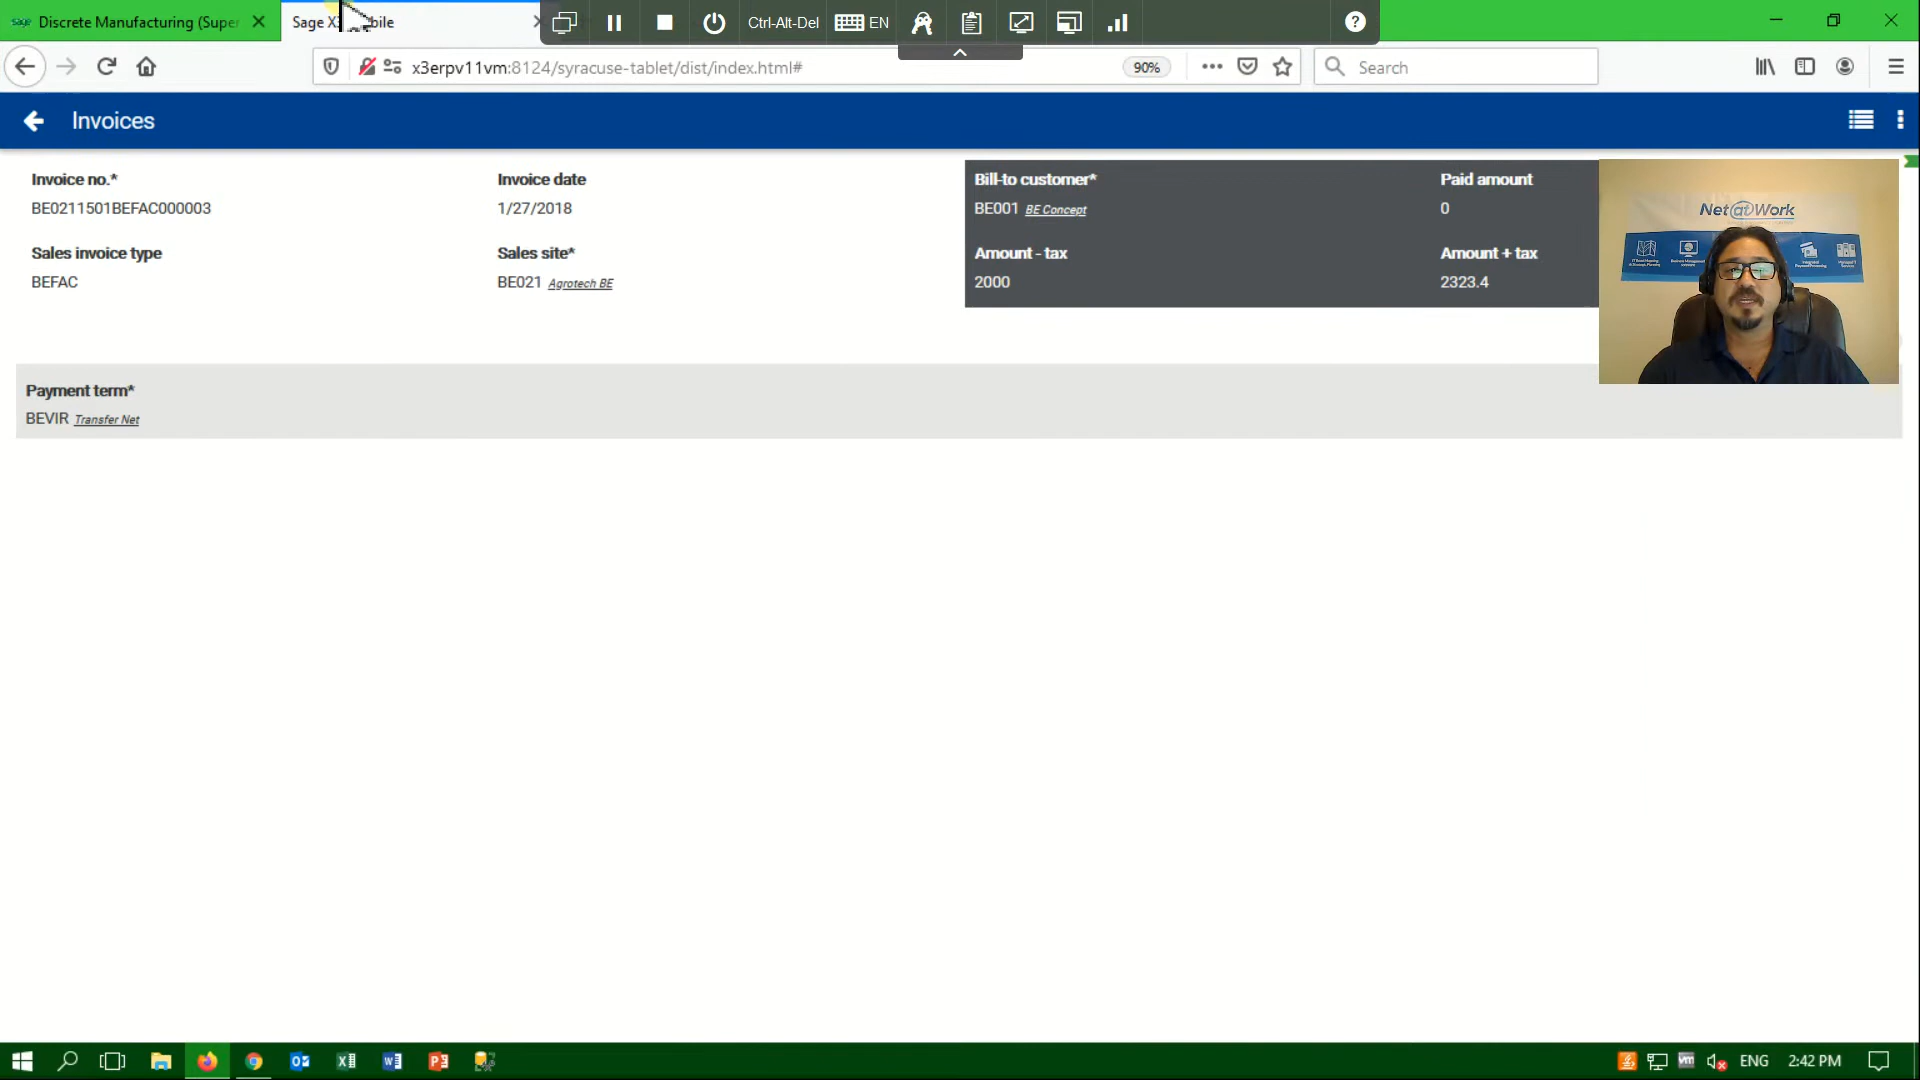 sage Discrete Manufacturing (Super
Sage X3 bile
Ctrl-Alt-Del
EN
x3erpv11vm:8124/syracuse-tablet/dist/index.html#
90%
Search
Invoices
Invoice no.*
BE0211501BEFAC000003
Invoice date
1/27/2018
Sales invoice type
BEFAC
Sales site*
BE021 Agrotech BE
Bill-to customer*
BE001 BE Concept
Paid amount
0
Amount - tax
2000
Amount + tax
2323.4
Payment term*
BEVIR Transfer Net
Net@Work
ENG
2:42 PM